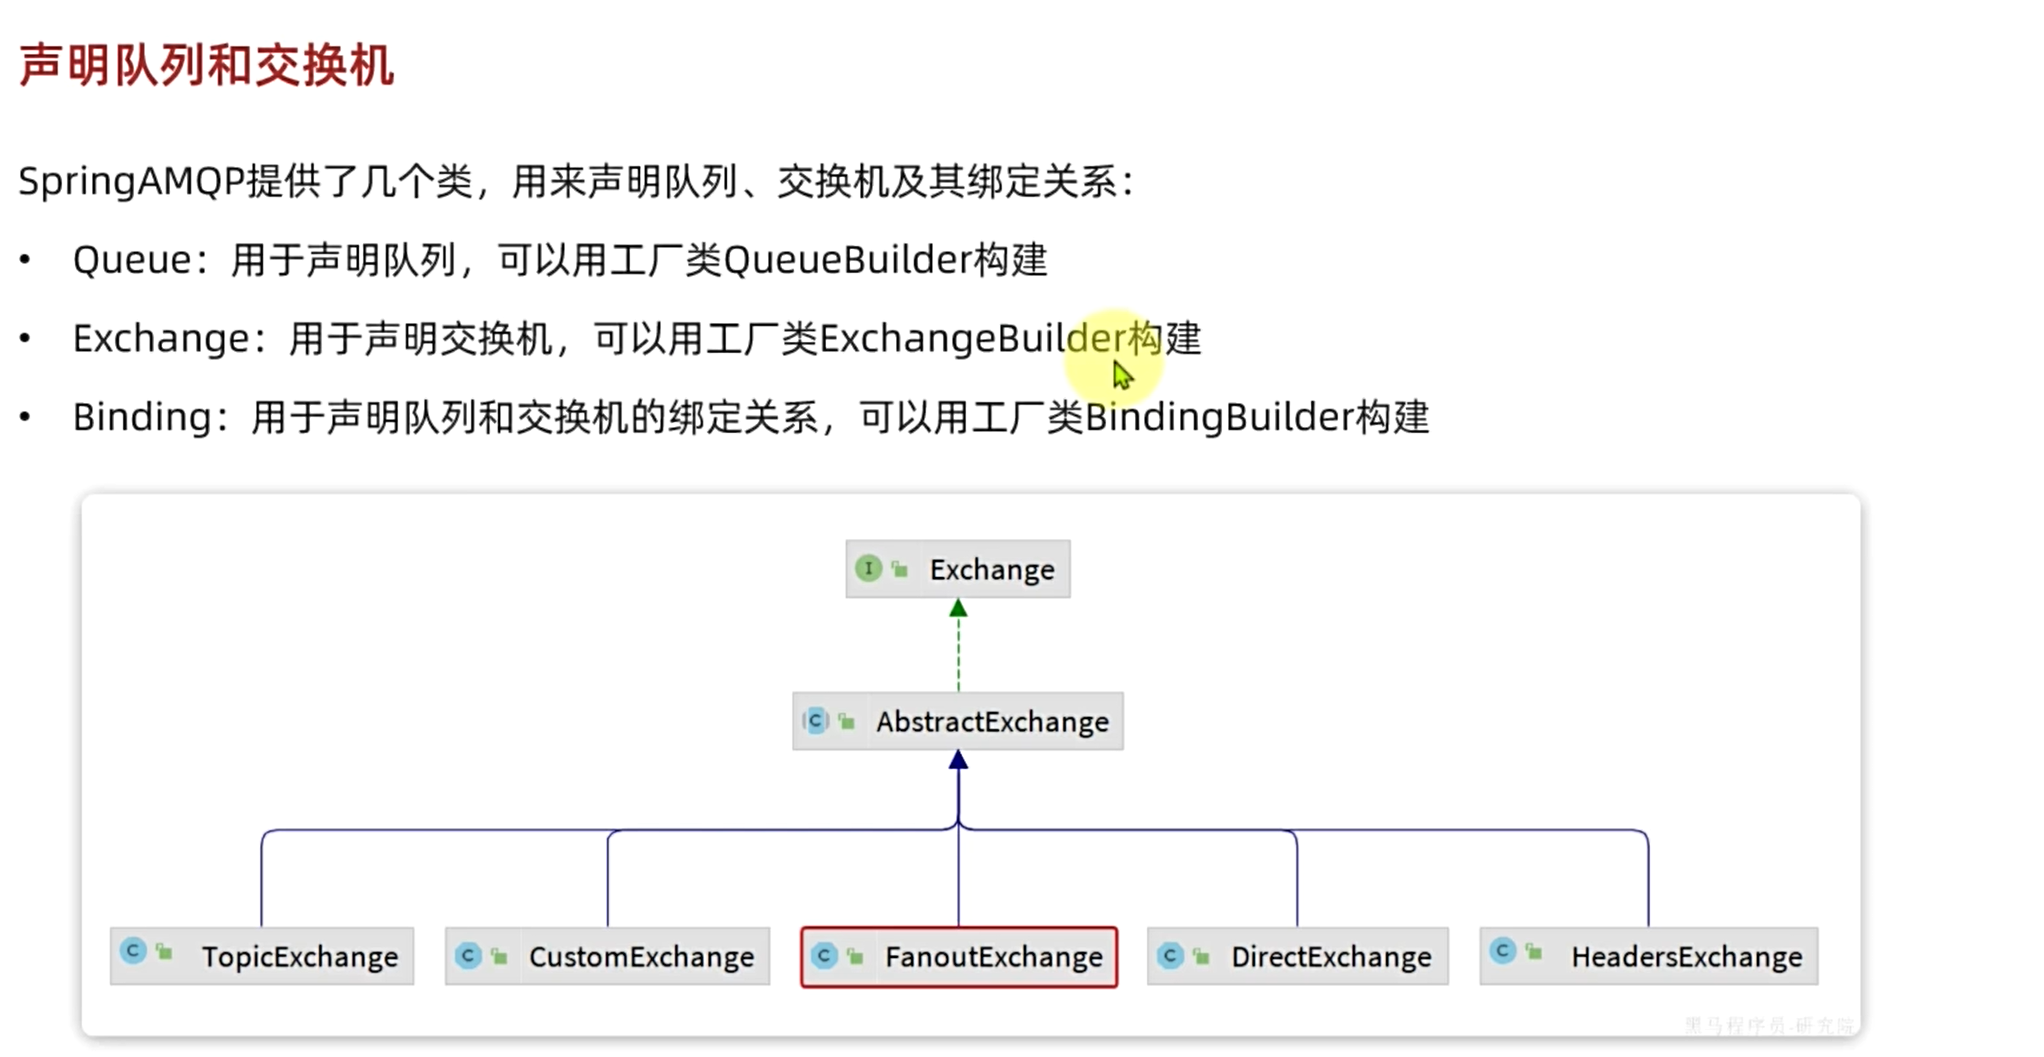 声明队列和交换机
SpringAMQP提供了几个类，用来声明队列、交换机及其绑定关系：
• Queue：用于声明队列，可以用工厂类QueueBuilder构建
• Exchange：用于声明交换机，可以用工厂类ExchangeBuilder构建
• Binding：用于声明队列和交换机的绑定关系，可以用工厂类BindingBuilder构建
I Exchange
C AbstractExchange
C TopicExchange
C CustomExchange
C FanoutExchange
C DirectExchange
C HeadersExchange
黑马程序员-研究院